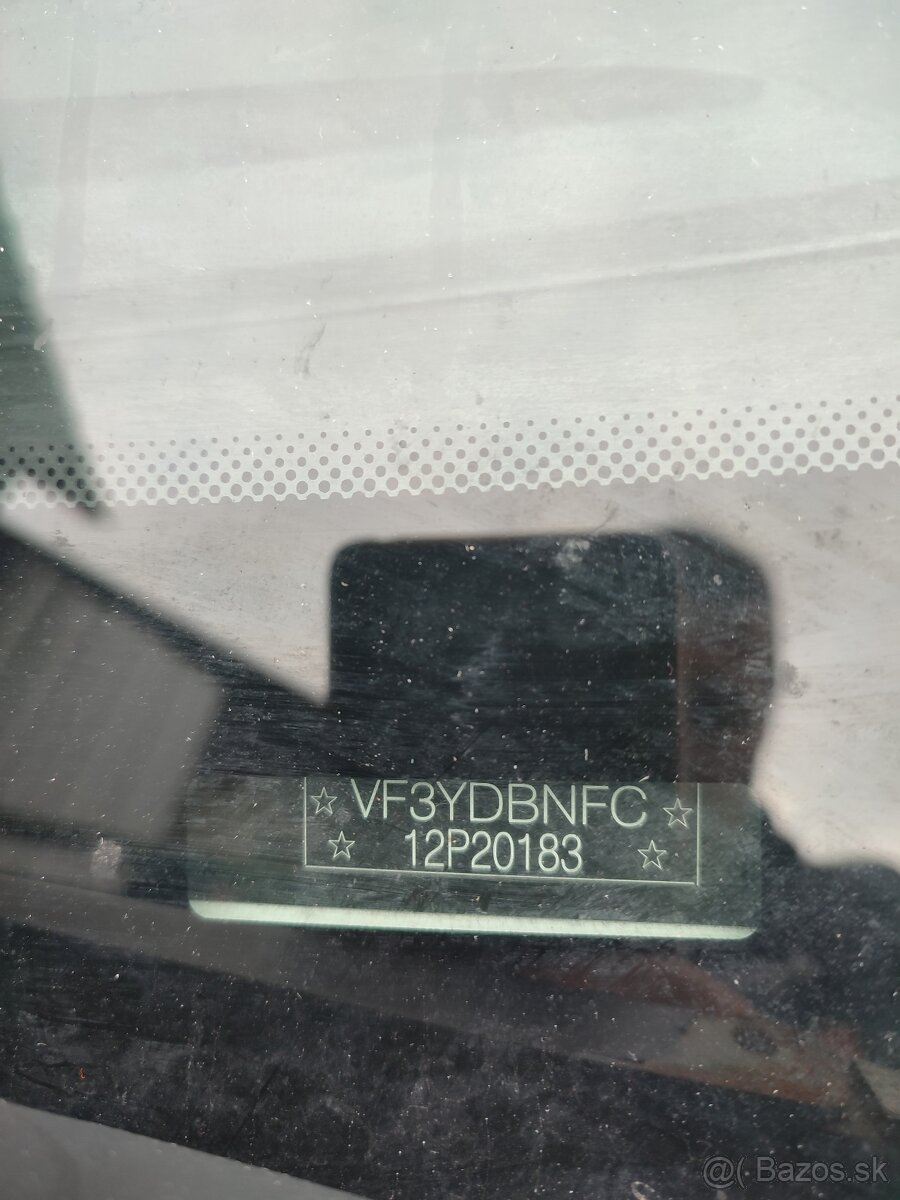 ☆ VF3YDBNFC ☆
☆ 12P20183 ☆
@(· Bazos.sk